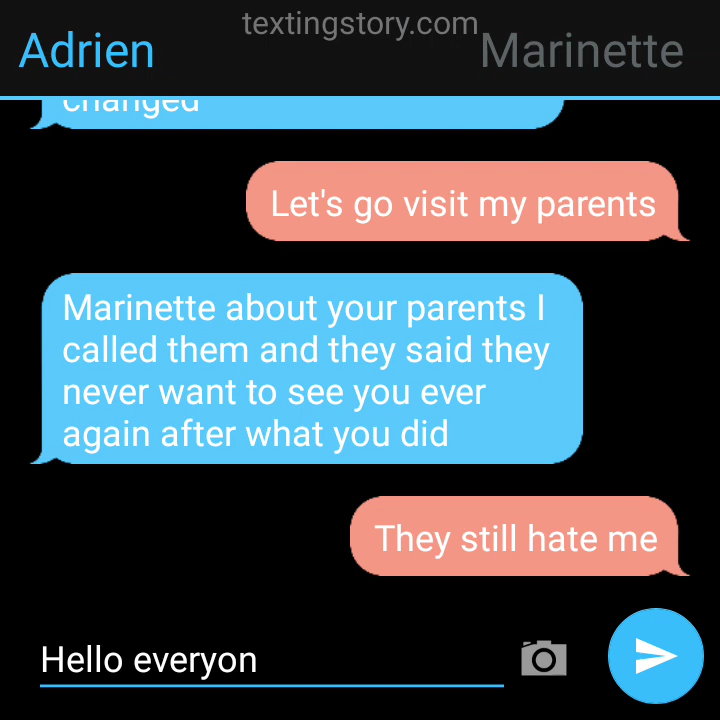 textingstory.com
Adrien
Marinette
changed
Let's go visit my parents
Marinette about your parents I
called them and they said they
never want to see you ever
again after what you did
They still hate me
Hello everyon